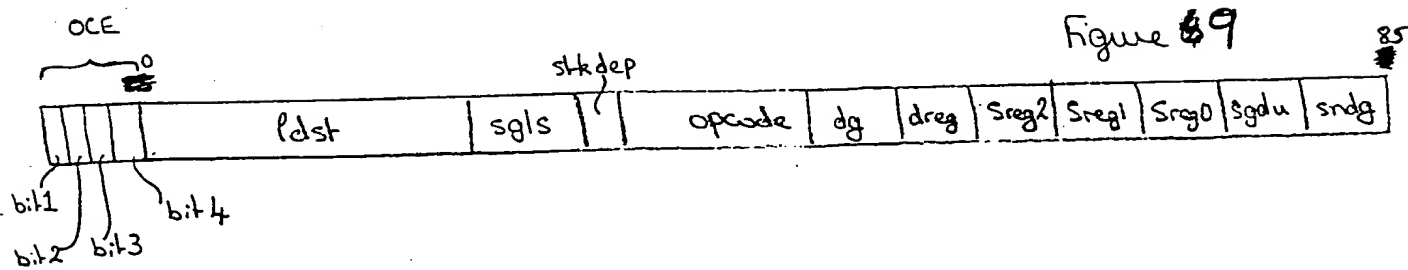 OCE
Figure 9
0
stkdep
85
ldst sgls opcode dg dreg Sreg2 Sreg1 Sreg0 sgdu sndg
bit1
bit4
bit2
bit3